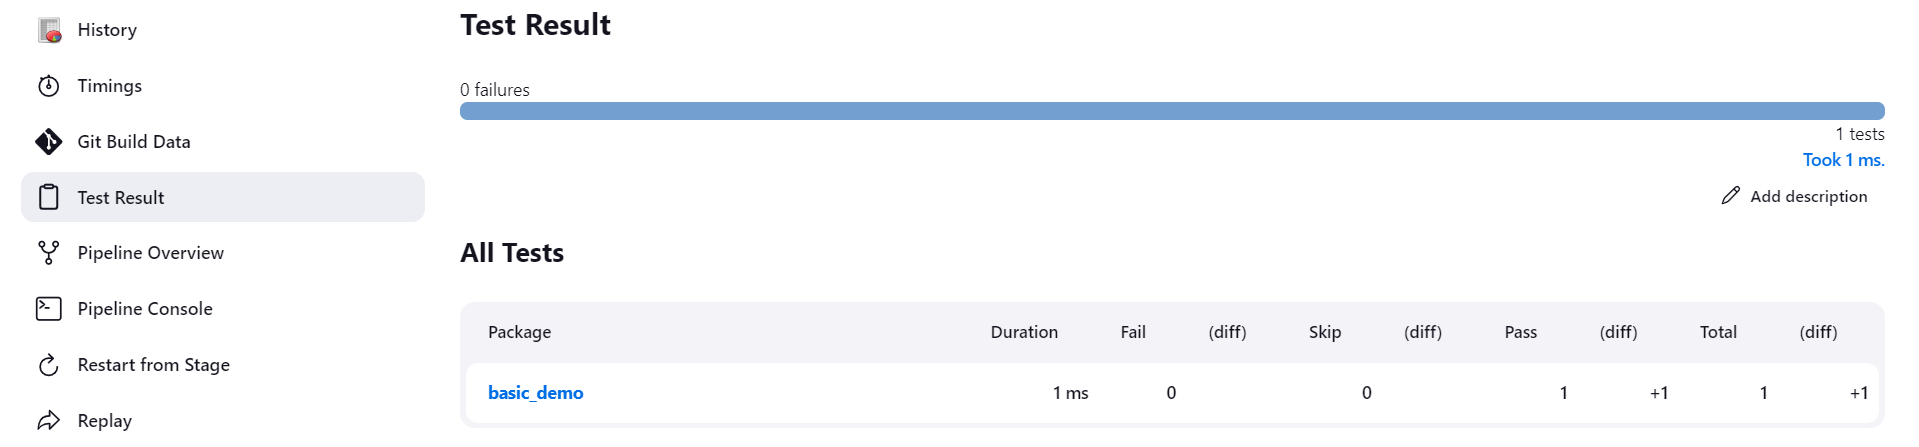 History
Timings
Git Build Data
Test Result
Pipeline Overview
Pipeline Console
Restart from Stage
Replay
Test Result
0 failures
1 tests
Took 1 ms.
Add description
All Tests
Package Duration Fail (diff) Skip (diff) Pass (diff) Total (diff)
basic_demo 1 ms 0 0 1 +1 1 +1